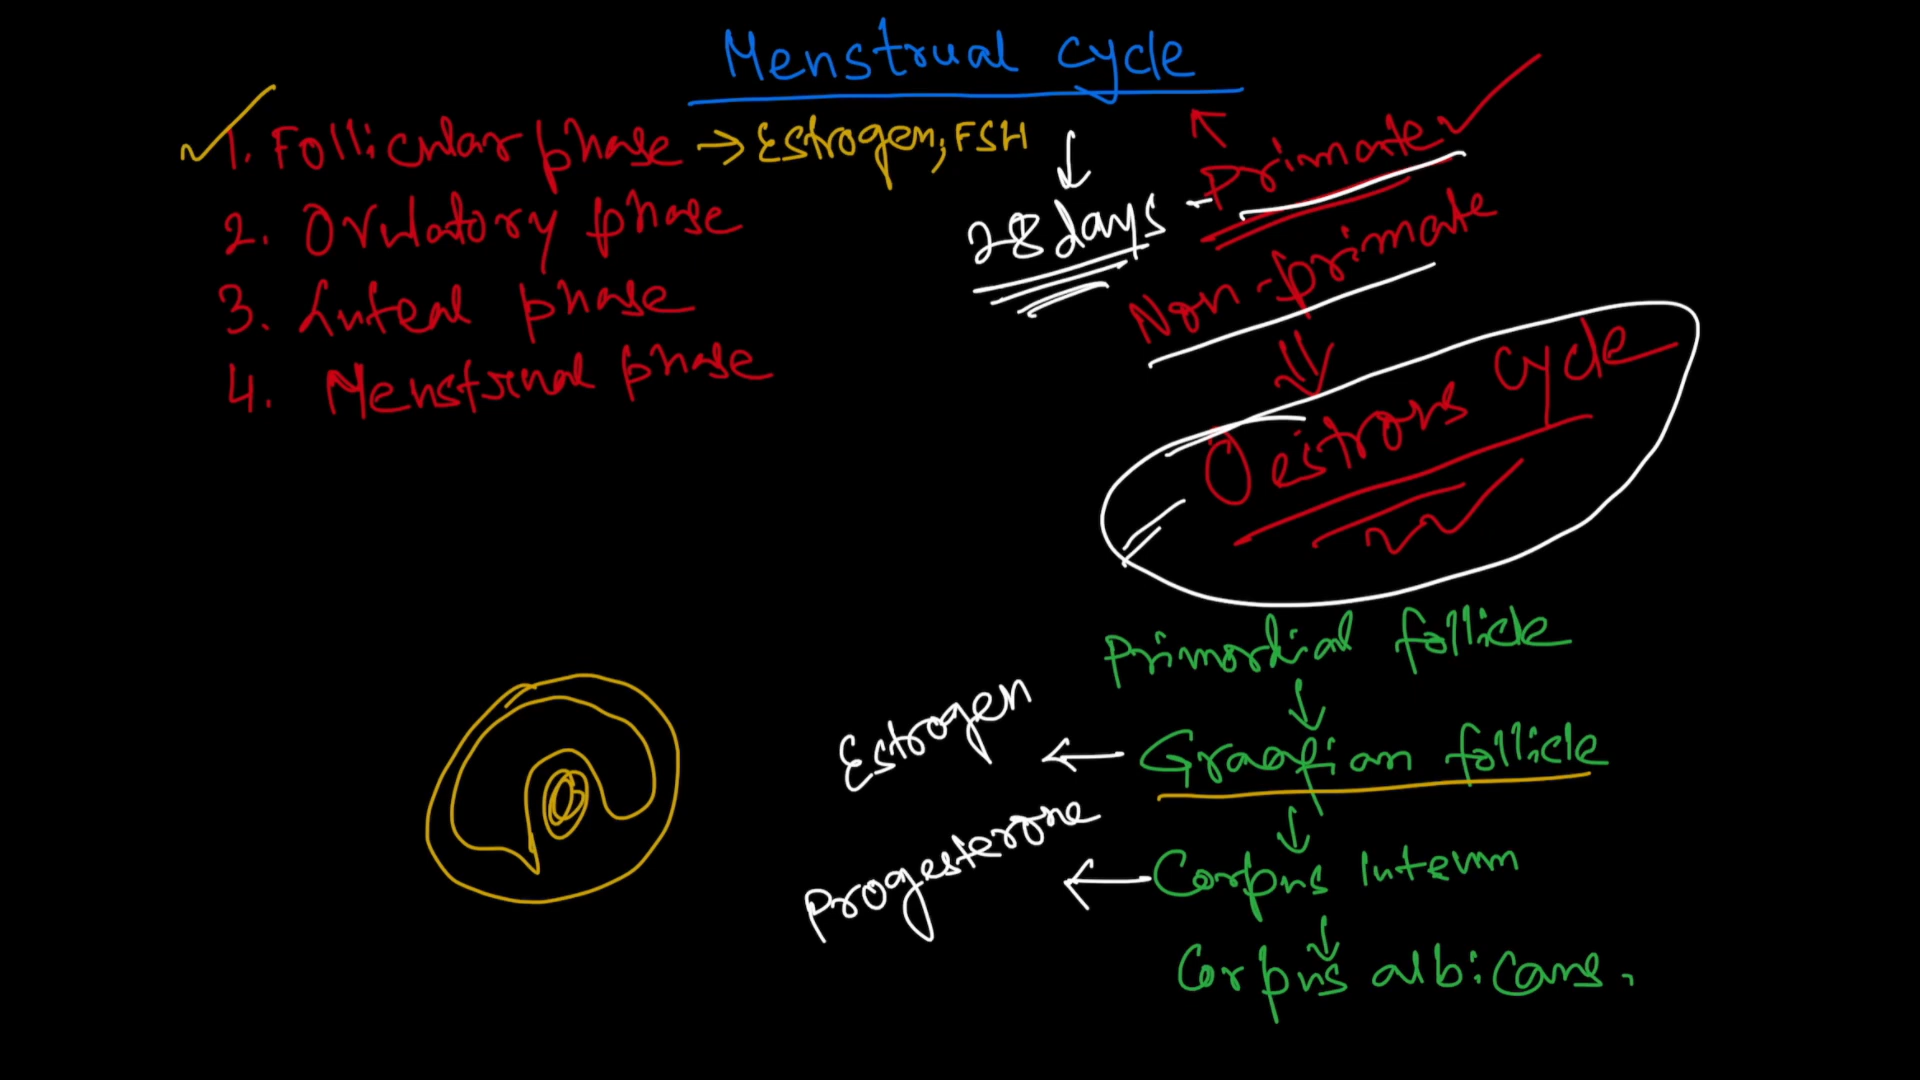 Menstrual cycle
1. Follicular phase → Estrogen, FSH
2. Ovulatory phase
3. Luteal phase
4. Menstrual phase
28 days - Primate
Non-primate
Oestrous cycle
Primordial follicle
Estrogen ← Graafian follicle
Progesterone ← Corpus luteum
Corpus albicans.